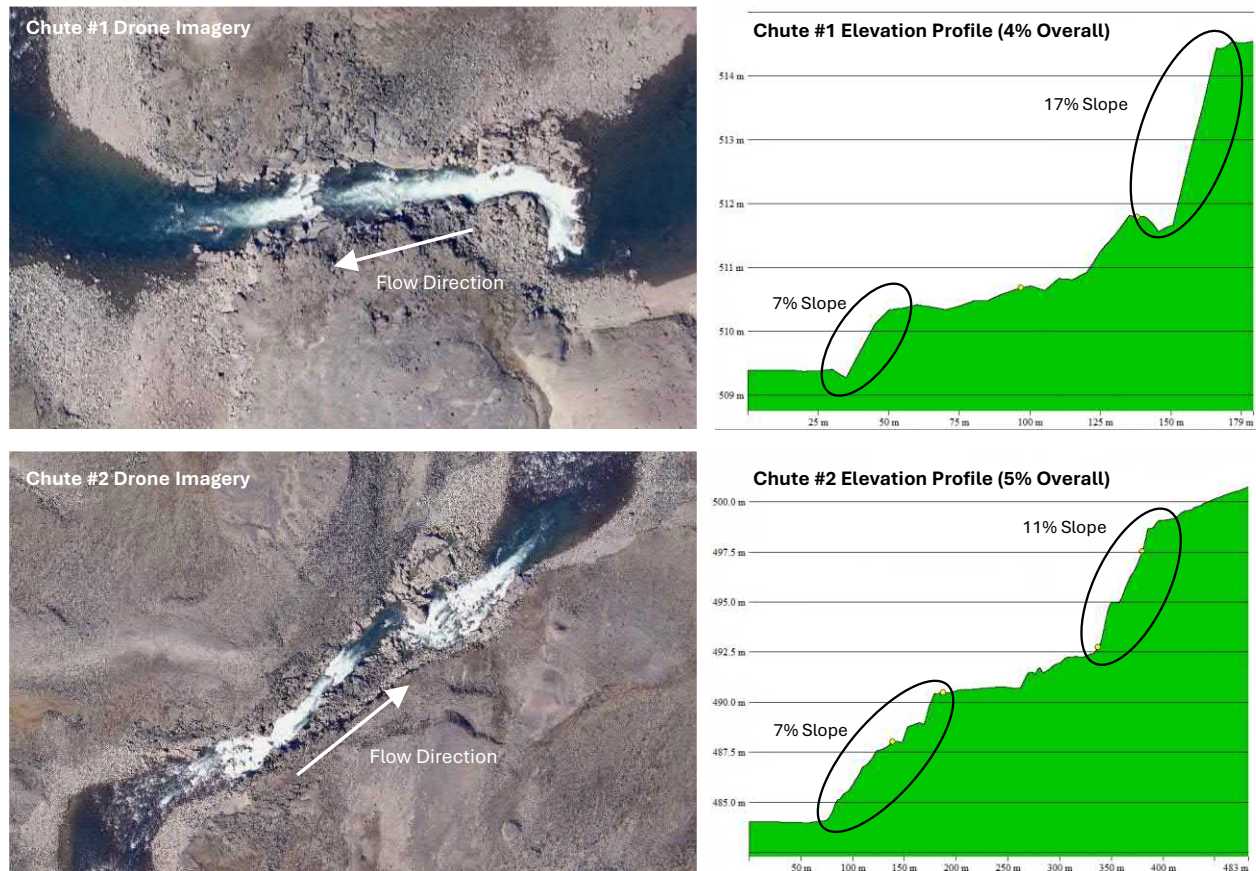 Chute #1 Drone Imagery
Flow Direction
Chute #1 Elevation Profile (4% Overall)
17% Slope
7% Slope
514 m
513 m
512 m
511 m
510 m
509 m
25 m 50 m 75 m 100 m 125 m 150 m 179 m
Chute #2 Drone Imagery
Flow Direction
Chute #2 Elevation Profile (5% Overall)
11% Slope
7% Slope
500.0 m
497.5 m
495.0 m
492.5 m
490.0 m
487.5 m
485.0 m
50 m 100 m 150 m 200 m 250 m 300 m 350 m 400 m 483 m